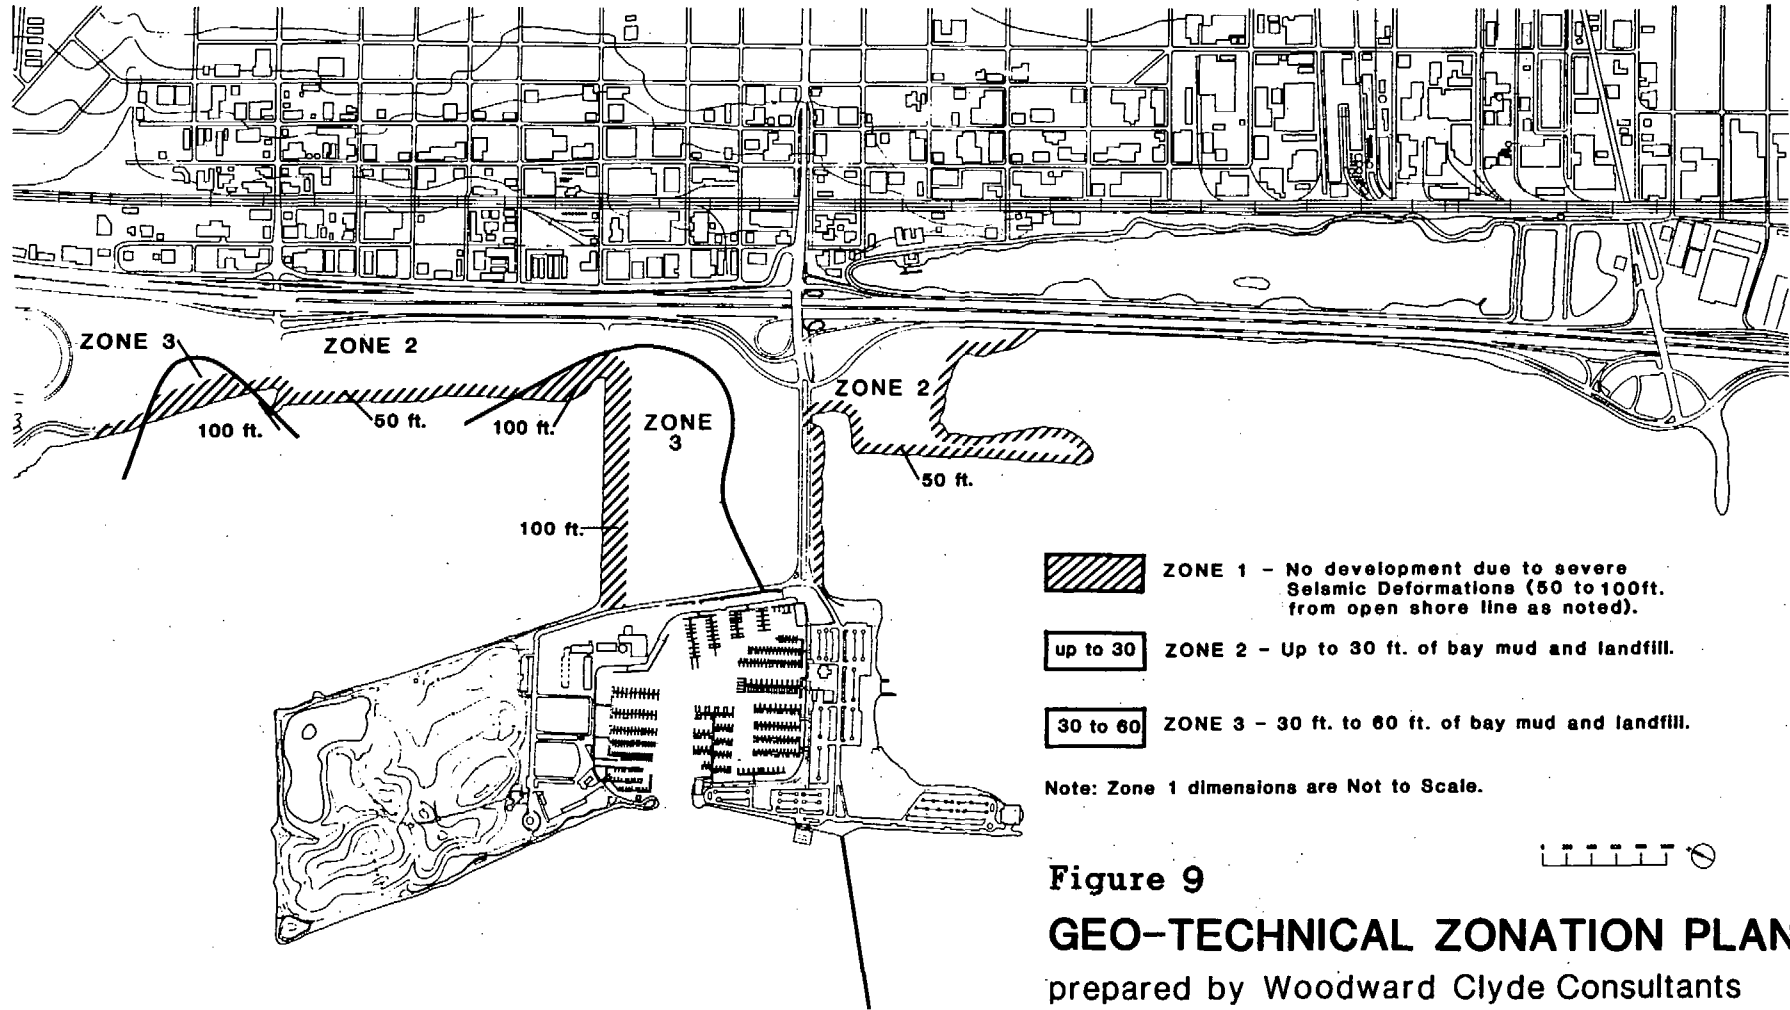 ZONE 3
ZONE 2
100 ft.
50 ft.
100 ft.
ZONE
3
ZONE 2
50 ft.
100 ft.
ZONE 1 - No development due to severe
Seismic Deformations (50 to 100ft.
from open shore line as noted).
up to 30
ZONE 2 - Up to 30 ft. of bay mud and landfill.
30 to 60
ZONE 3 - 30 ft. to 60 ft. of bay mud and landfill.
Note: Zone 1 dimensions are Not to Scale.
Figure 9
GEO-TECHNICAL ZONATION PLAN
prepared by Woodward Clyde Consultants